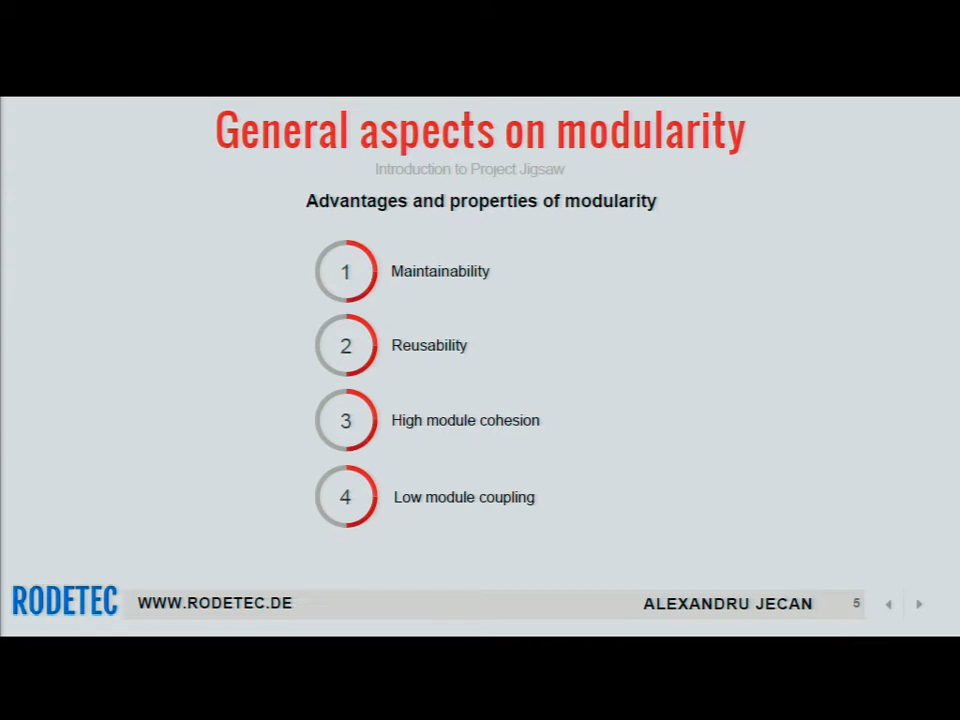 General aspects on modularity
Introduction to Project Jigsaw
Advantages and properties of modularity
1 Maintainability
2 Reusability
3 High module cohesion
4 Low module coupling
RODETEC WWW.RODETEC.DE ALEXANDRU JECAN 5